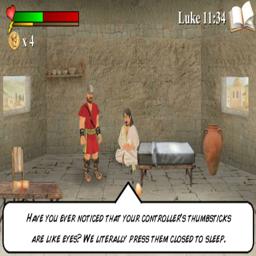 Luke 11:34
x 4
HAVE YOU EVER NOTICED THAT YOUR CONTROLLER'S THUMBSTICKS
ARE LIKE EYES? WE LITERALLY PRESS THEM CLOSED TO SLEEP.